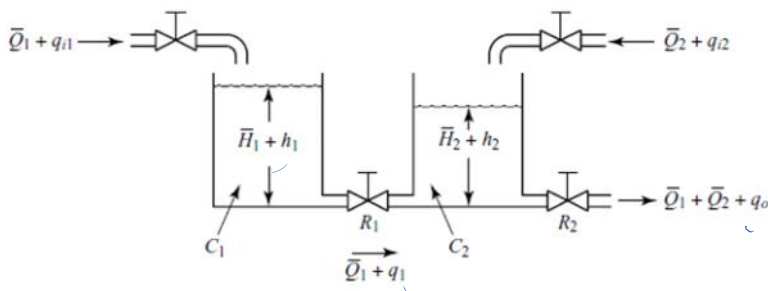 Q̅₁ + qᵢ₁
Q̅₂ + qᵢ₂
H̅₁ + h₁
H̅₂ + h₂
Q̅₁ + Q̅₂ + qₒ
R₁
R₂
C₁
C₂
Q̅₁ + q₁